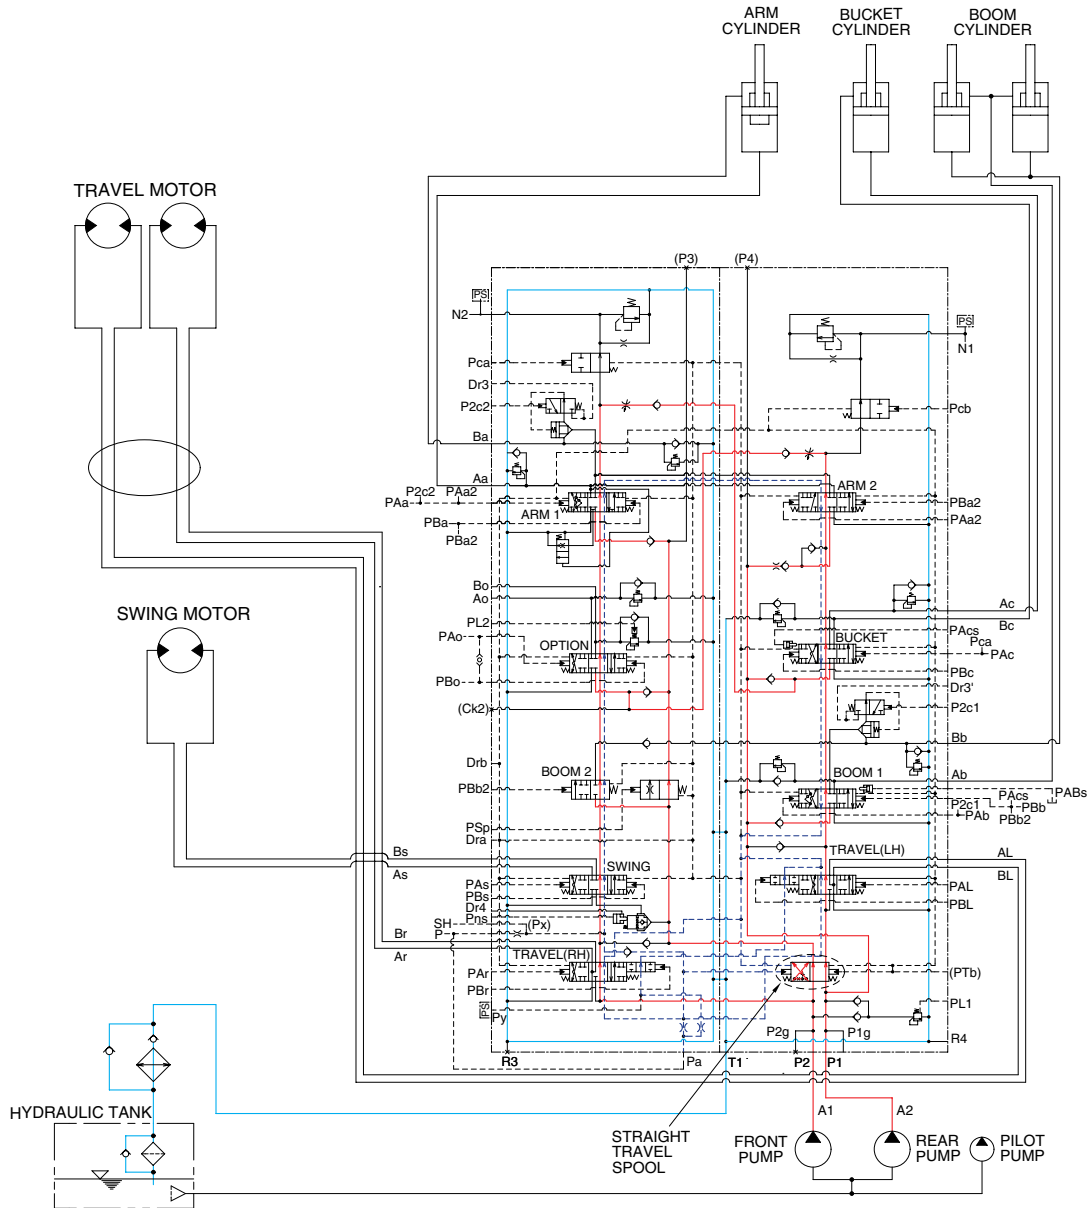 ARM
CYLINDER
BUCKET
CYLINDER
BOOM
CYLINDER
TRAVEL MOTOR
(P3)
(P4)
PS
N2
PS
N1
Pca
Dr3
P2c2
Pcb
Ba
Aa
P2c2
PAa2
PAa
ARM 1
ARM 2
PBa2
PBa
PBa2
PAa2
Bo
Ao
Ac
Bc
SWING MOTOR
PL2
PAo
PAcs
Pca
PAc
OPTION
BUCKET
PBo
PBc
Dr3'
(Ck2)
P2c1
Bb
Drb
BOOM 2
BOOM 1
Ab
PBb2
PAcs
PABs
P2c1
PBb
PAb
PBb2
PSp
Dra
TRAVEL(LH)
Bs
AL
As
SWING
BL
PAs
PAL
PBs
PBL
Dr4
Pns
SH
P
(Px)
Br
Ar
TRAVEL(RH)
PAr
(PTb)
PBr
PS
Py
PL1
P2g
P1g
R4
R3
Pa
T1
P2
P1
HYDRAULIC TANK
A1
A2
STRAIGHT
TRAVEL
SPOOL
FRONT
PUMP
REAR
PUMP
PILOT
PUMP